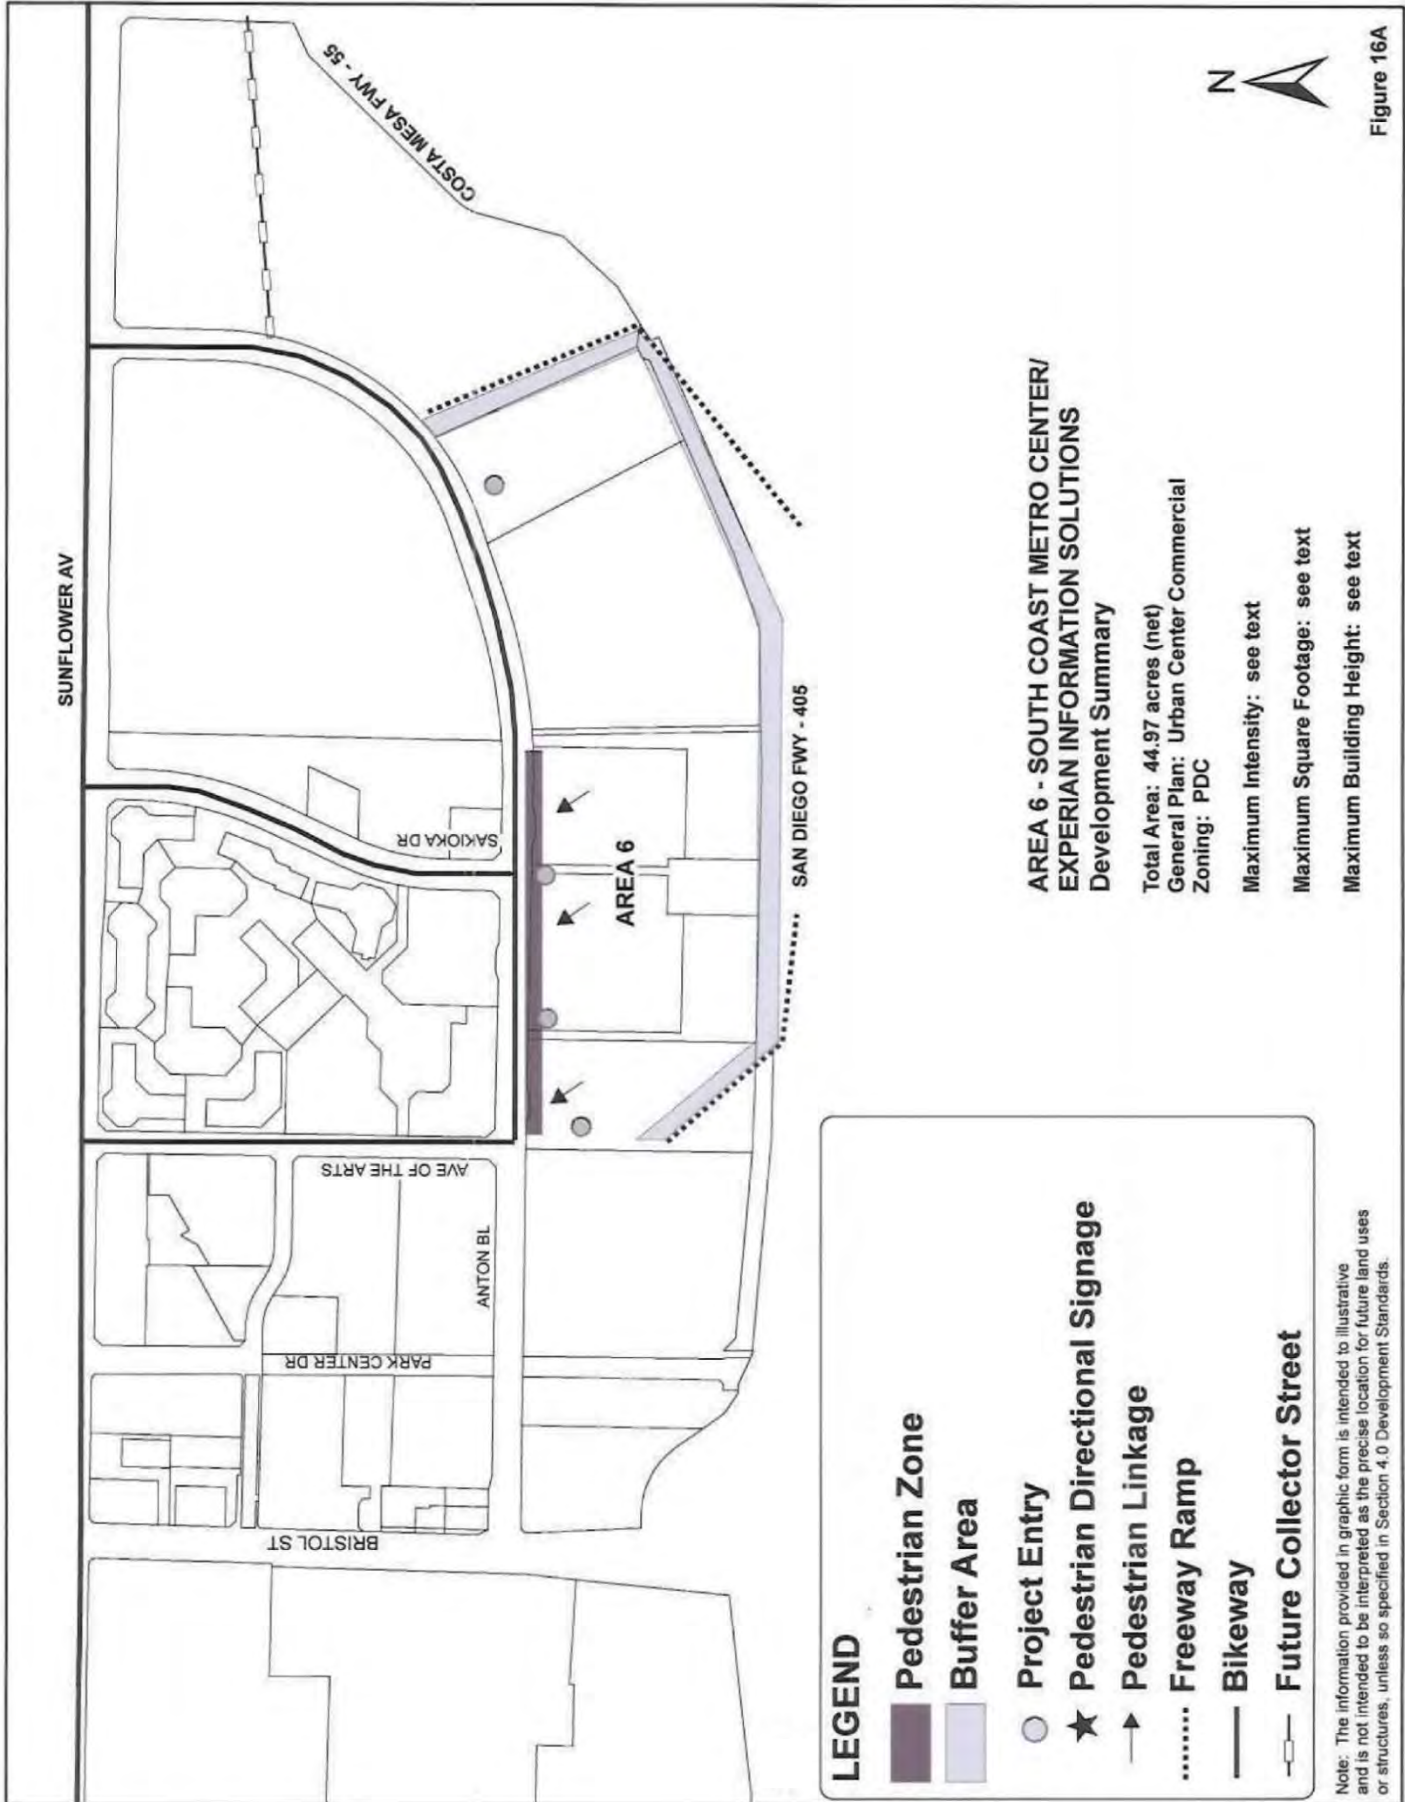 SUNFLOWER AV
COSTA MESA FWY - 55
SAKIOKA DR
AVE OF THE ARTS
ANTON BL
PARK CENTER DR
BRISTOL ST
AREA 6
SAN DIEGO FWY - 405
LEGEND
Pedestrian Zone
Buffer Area
Project Entry
Pedestrian Directional Signage
Pedestrian Linkage
Freeway Ramp
Bikeway
Future Collector Street
AREA 6 - SOUTH COAST METRO CENTER/
EXPERIAN INFORMATION SOLUTIONS
Development Summary
Total Area: 44.97 acres (net)
General Plan: Urban Center Commercial
Zoning: PDC
Maximum Intensity: see text
Maximum Square Footage: see text
Maximum Building Height: see text
N
Note: The information provided in graphic form is intended to illustrative
and is not intended to be interpreted as the precise location for future land uses
or structures, unless so specified in Section 4.0 Development Standards.
Figure 16A